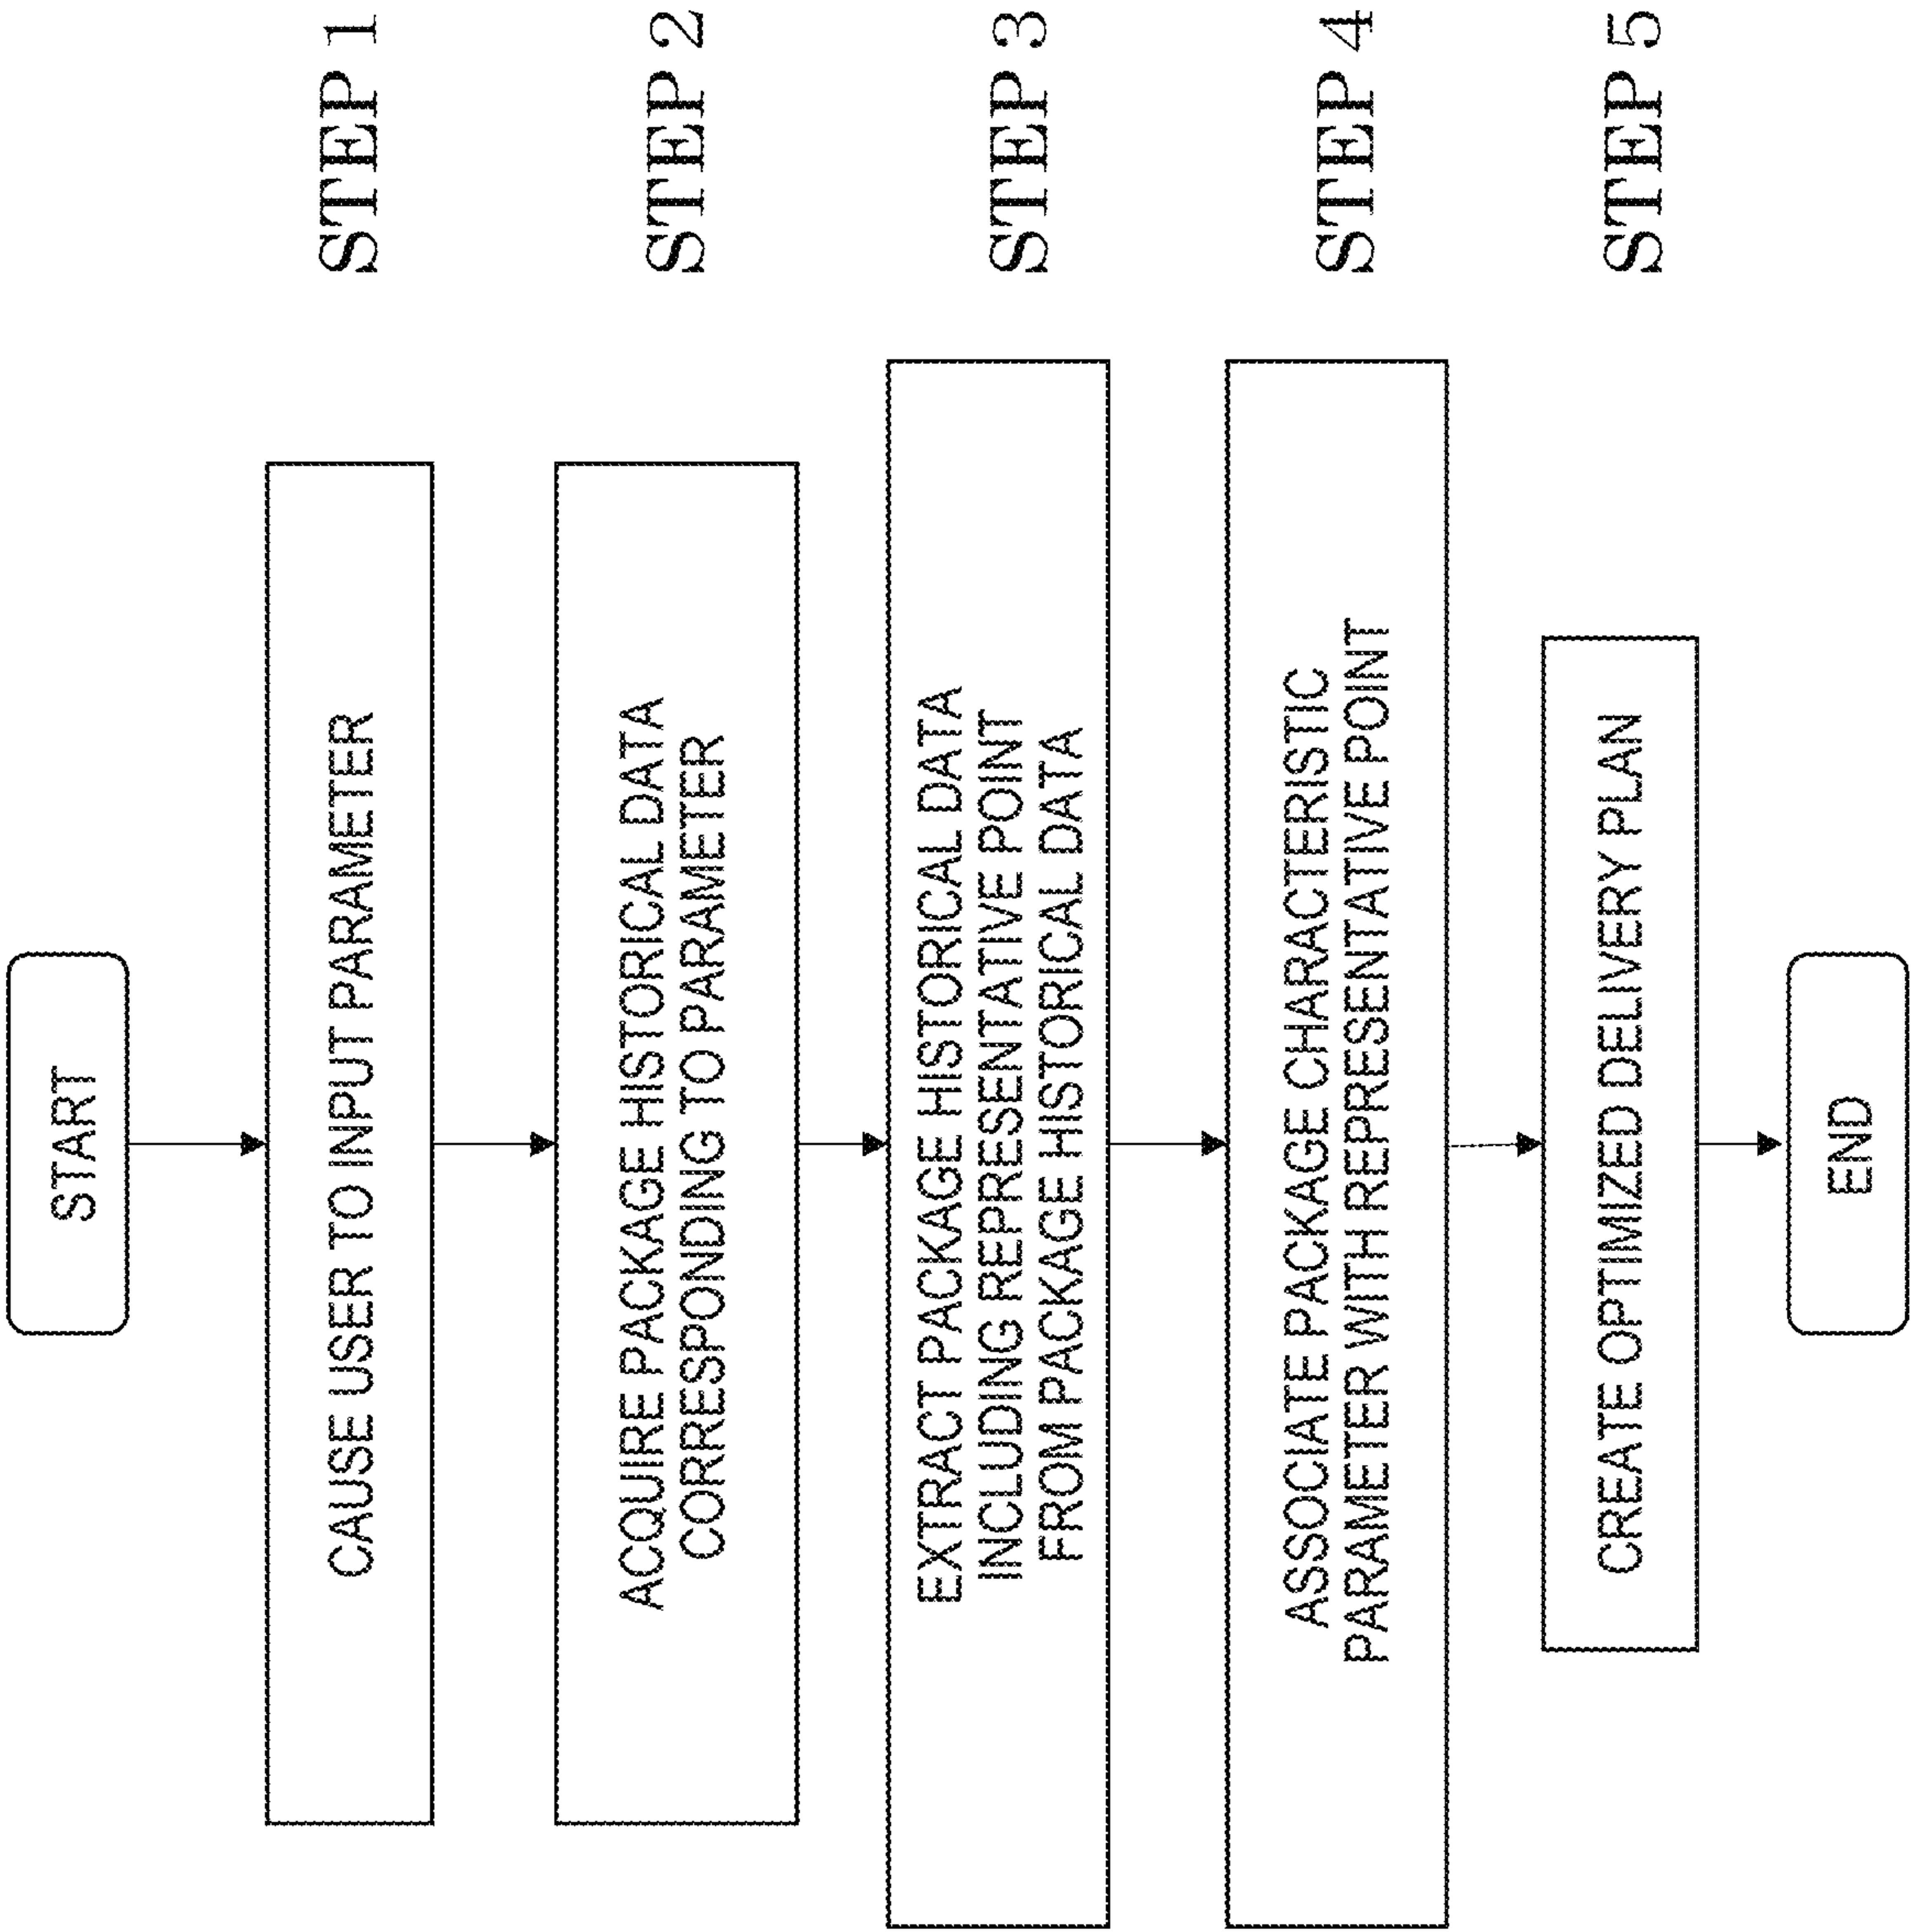 START
CAUSE USER TO INPUT PARAMETER
STEP 1
ACQUIRE PACKAGE HISTORICAL DATA
CORRESPONDING TO PARAMETER
STEP 2
EXTRACT PACKAGE HISTORICAL DATA
INCLUDING REPRESENTATIVE POINT
FROM PACKAGE HISTORICAL DATA
STEP 3
ASSOCIATE PACKAGE CHARACTERISTIC
PARAMETER WITH REPRESENTATIVE POINT
STEP 4
CREATE OPTIMIZED DELIVERY PLAN
STEP 5
END